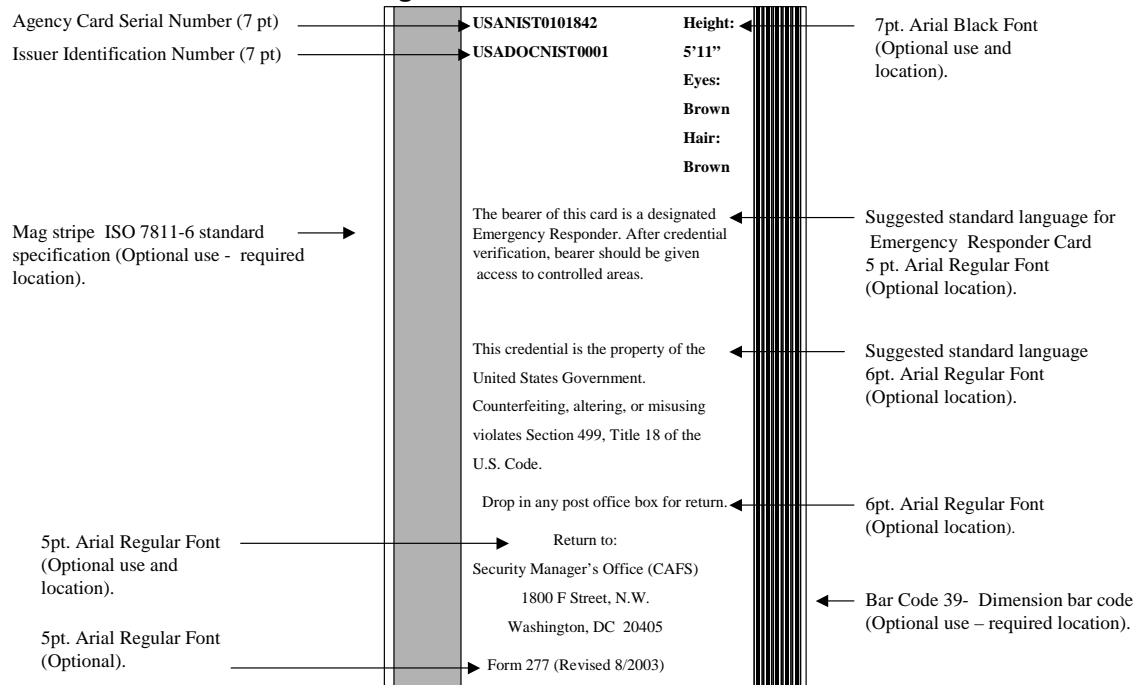 Agency Card Serial Number (7 pt)
Issuer Identification Number (7 pt)
Mag stripe ISO 7811-6 standard
specification (Optional use - required
location).
5pt. Arial Regular Font
(Optional use and
location).
5pt. Arial Regular Font
(Optional).
USANIST0101842
USADOCNIST0001
Height:
5'11”
Eyes:
Brown
Hair:
Brown
The bearer of this card is a designated
Emergency Responder. After credential
verification, bearer should be given
access to controlled areas.
This credential is the property of the
United States Government.
Counterfeiting, altering, or misusing
violates Section 499, Title 18 of the
U.S. Code.
Drop in any post office box for return.
Return to:
Security Manager’s Office (CAFS)
1800 F Street, N.W.
Washington, DC 20405
Form 277 (Revised 8/2003)
7pt. Arial Black Font
(Optional use and
location).
Suggested standard language for
Emergency Responder Card
5 pt. Arial Regular Font
(Optional location).
Suggested standard language
6pt. Arial Regular Font
(Optional location).
6pt. Arial Regular Font
(Optional location).
Bar Code 39- Dimension bar code
(Optional use – required location).